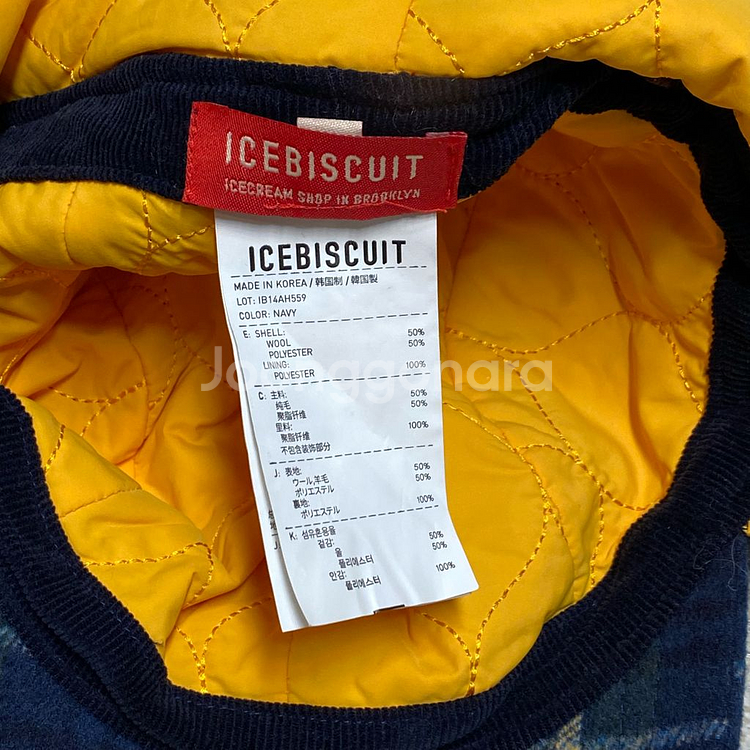 ICEBISCUIT
ICECREAM SHOP IN BROOKLYN
ICEBISCUIT
MADE IN KOREA / 韩国制 / 韓国製
LOT: IB14AH559
COLOR: NAVY
E: SHELL:
WOOL 50%
POLYESTER 50%
LINING:
POLYESTER 100%
C: 主料:
纯毛 50%
聚脂纤维 50%
里料:
聚脂纤维 100%
不包含装饰部分
J: 表地:
ウール,羊毛 50%
ポリエステル 50%
裏地:
ポリエステル 100%
K: 섬유혼용율
겉감:
울 50%
폴리에스터 50%
안감:
폴리에스터 100%